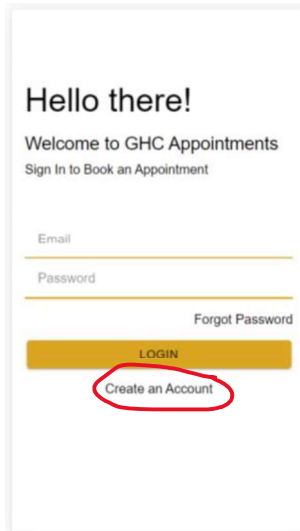 Hello there!
Welcome to GHC Appointments
Sign In to Book an Appointment
Email
Password
Forgot Password
LOGIN
Create an Account